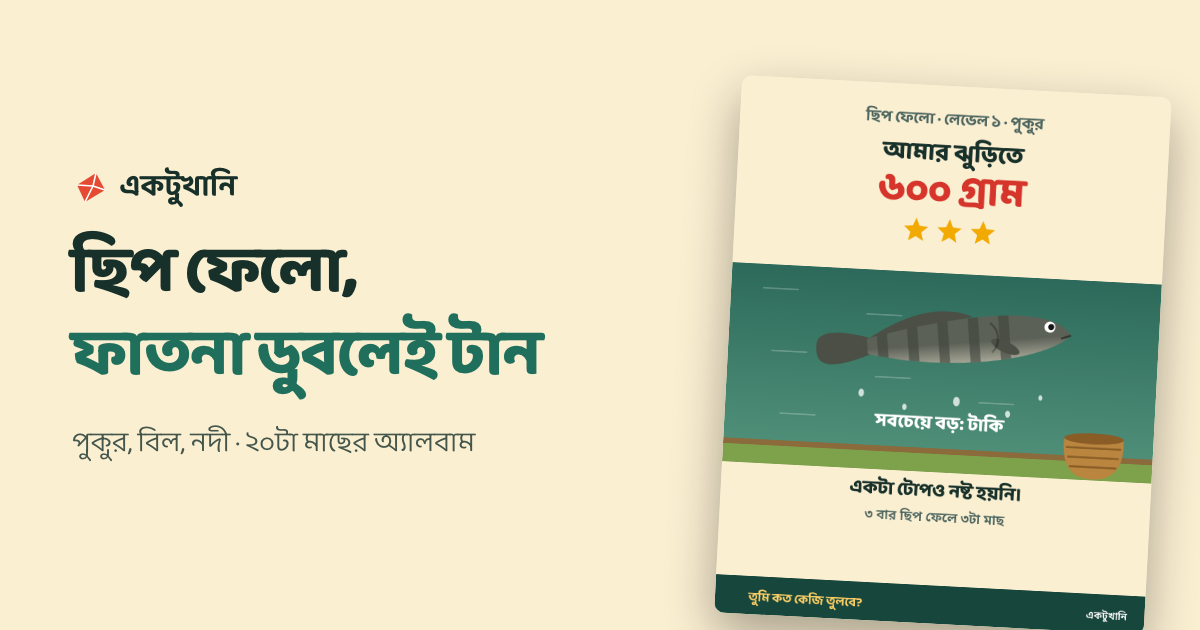 একটুখানি
ছিপ ফেলো,
ফাতনা ডুবলেই টান
পুকুর, বিল, নদী · ২০টা মাছের অ্যালবাম
ছিপ ফেলো · লেভেল ১ · পুকুর
আমার ঝুড়িতে
৬০০ গ্রাম
সবচেয়ে বড়: টাকি
একটা টোপও নষ্ট হয়নি।
৩ বার ছিপ ফেলে ৩টা মাছ
তুমি কত কেজি তুলবে?
একটুখানি